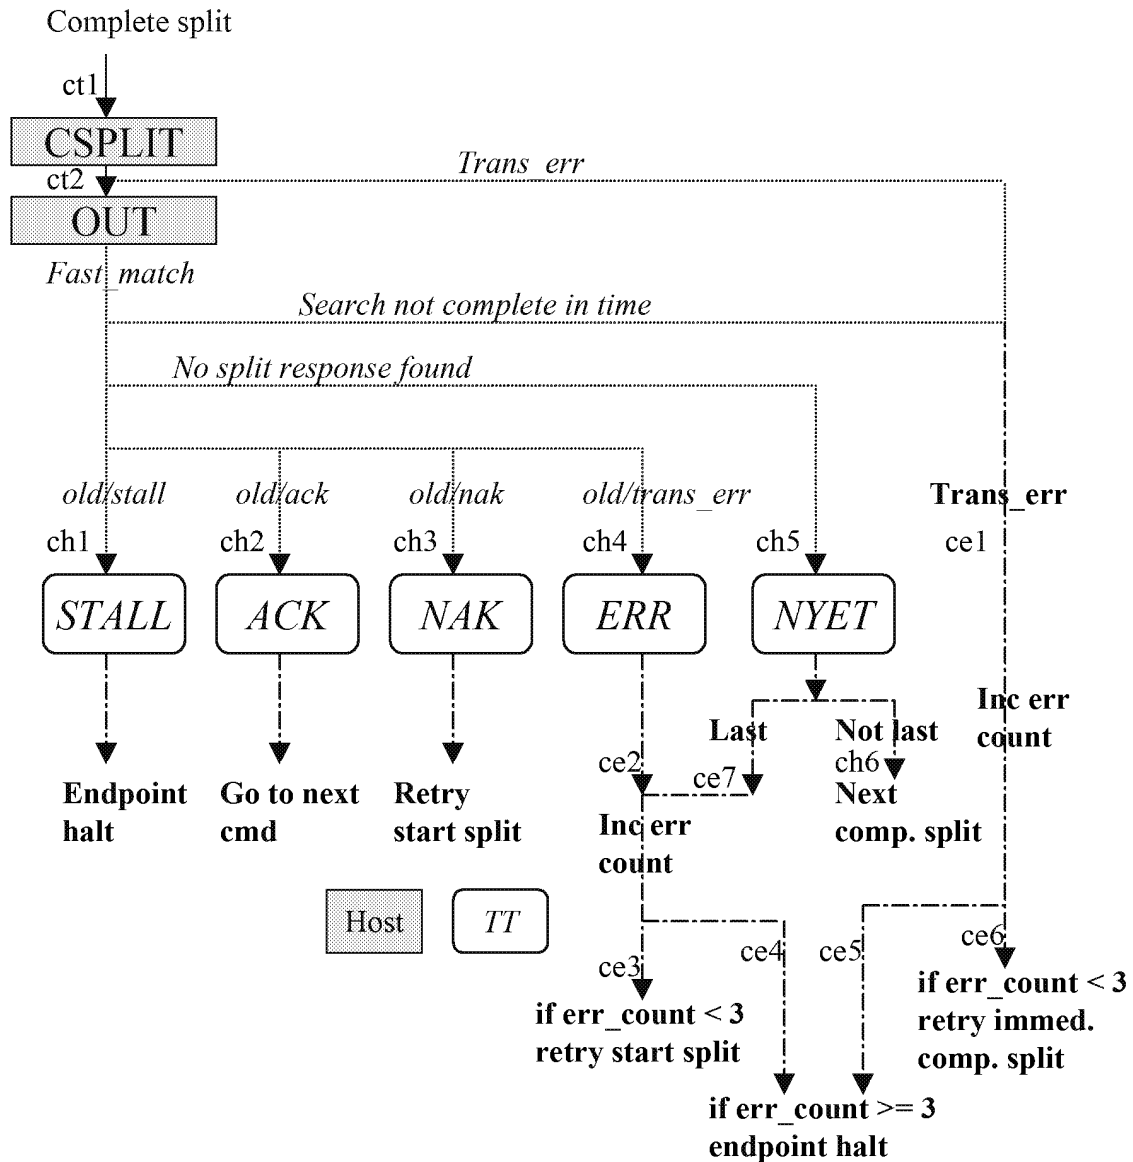 Complete split
ct1
CSPLIT
ct2
Trans_err
OUT
Fast_match
Search not complete in time
No split response found
old/stall
old/ack
old/nak
old/trans_err
Trans_err
ch1
ch2
ch3
ch4
ch5
ce1
STALL
ACK
NAK
ERR
NYET
Last
Not last
Inc err
count
ce2
ce7
ch6
Endpoint
halt
Go to next
cmd
Retry
start split
Next
comp. split
Inc err
count
Host
TT
ce3
ce4
ce5
ce6
if err_count < 3
retry start split
if err_count < 3
retry immed.
comp. split
if err_count >= 3
endpoint halt